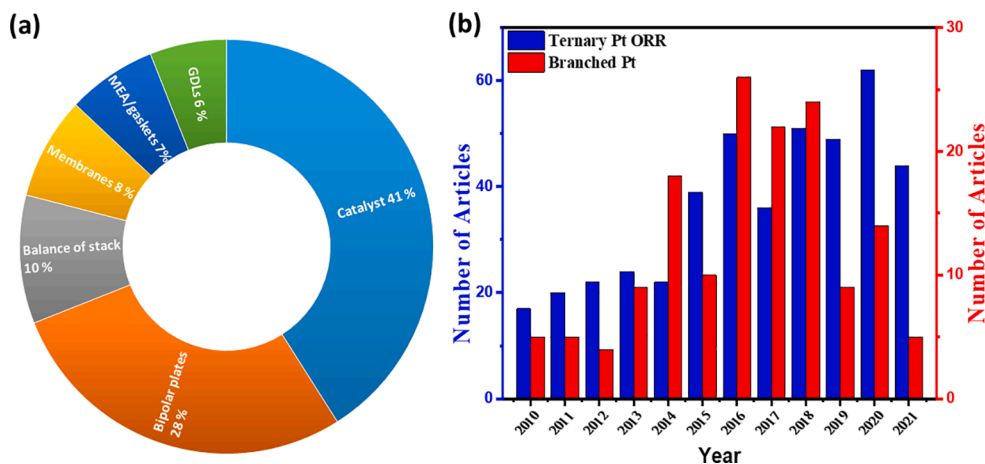 (a)
GDLs 6 %
MEA/gaskets 7%
Membranes 8 %
Balance of stack
10 %
Bipolar plates
28 %
Catalyst 41 %
(b)
Ternary Pt ORR
Branched Pt
Number of Articles
60
40
20
0
30
20
10
0
Number of Articles
2010
2011
2012
2013
2014
2015
2016
2017
2018
2019
2020
2021
Year